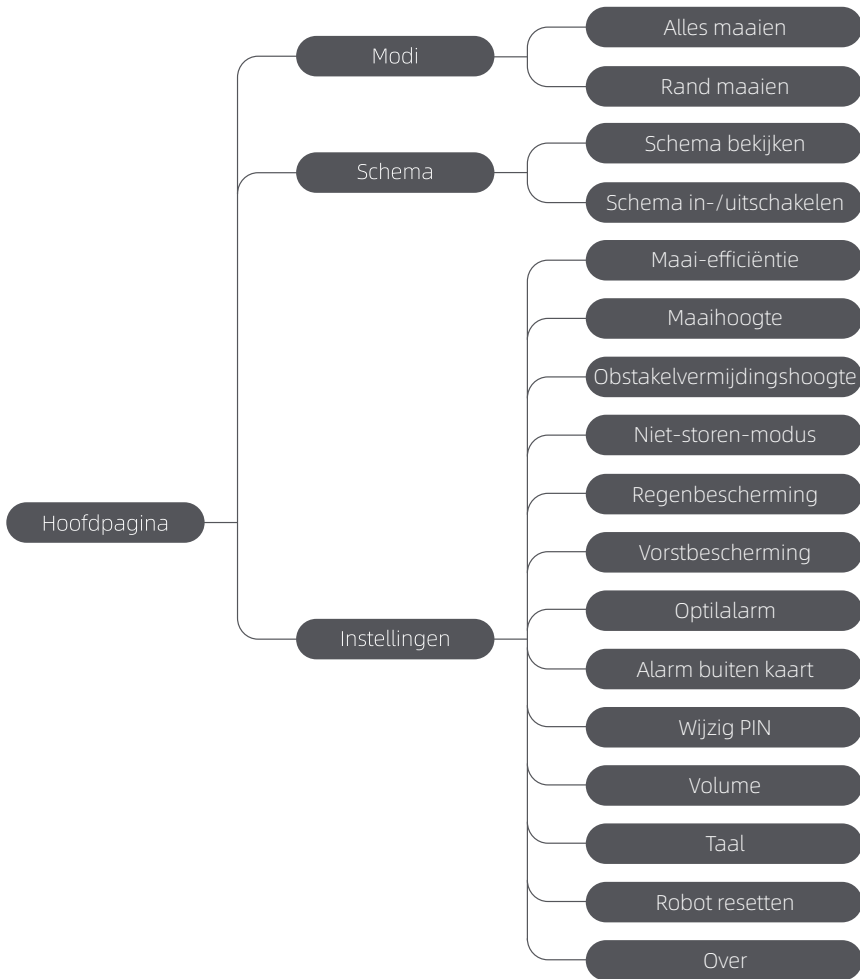 Hoofdpagina
Modi
Alles maaien
Rand maaien
Schema
Schema bekijken
Schema in-/uitschakelen
Instellingen
Maai-efficiëntie
Maaihoogte
Obstakelvermijdingshoogte
Niet-storen-modus
Regenbescherming
Vorstbescherming
Optilalarm
Alarm buiten kaart
Wijzig PIN
Volume
Taal
Robot resetten
Over